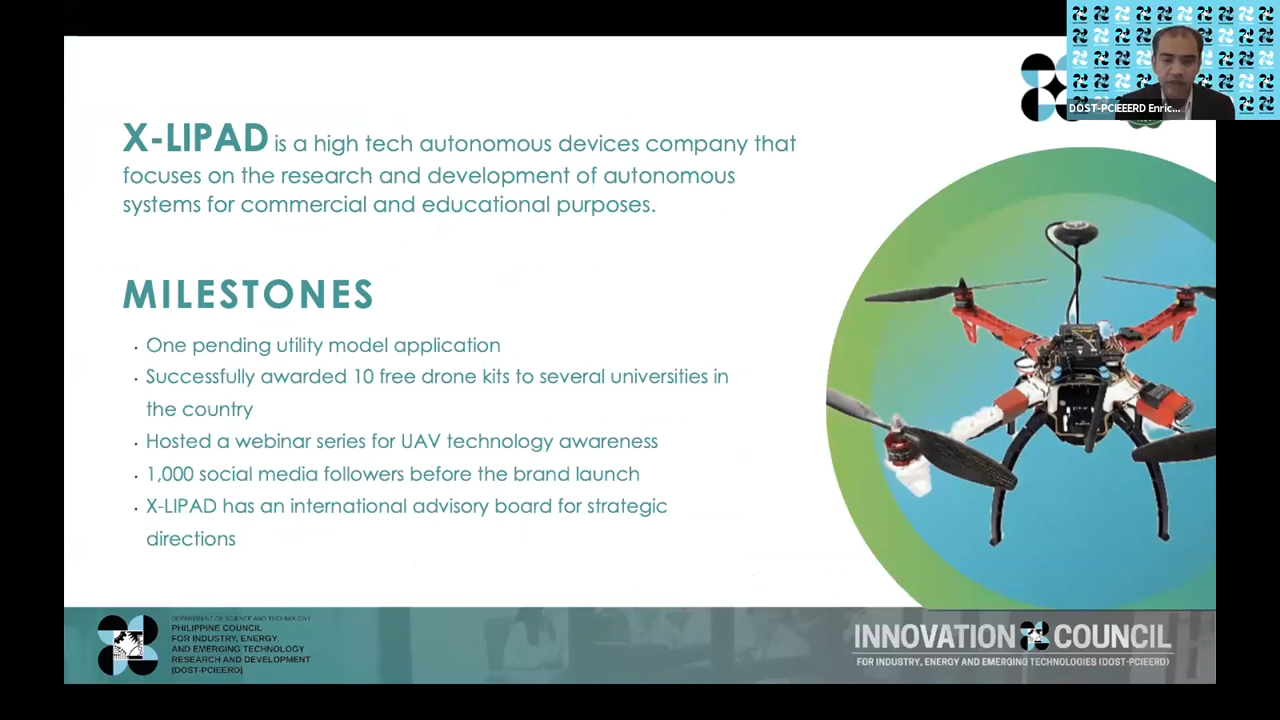 DOST-PCIEEERD Enric...
X-LIPAD is a high tech autonomous devices company that
focuses on the research and development of autonomous
systems for commercial and educational purposes.
MILESTONES
• One pending utility model application
• Successfully awarded 10 free drone kits to several universities in
the country
• Hosted a webinar series for UAV technology awareness
• 1,000 social media followers before the brand launch
• X-LIPAD has an international advisory board for strategic
directions
DEPARTMENT OF SCIENCE AND TECHNOLOGY
PHILIPPINE COUNCIL
FOR INDUSTRY, ENERGY
AND EMERGING TECHNOLOGY
RESEARCH AND DEVELOPMENT
(DOST-PCIEERD)
INNOVATION COUNCIL
FOR INDUSTRY, ENERGY AND EMERGING TECHNOLOGIES (DOST-PCIEERD)